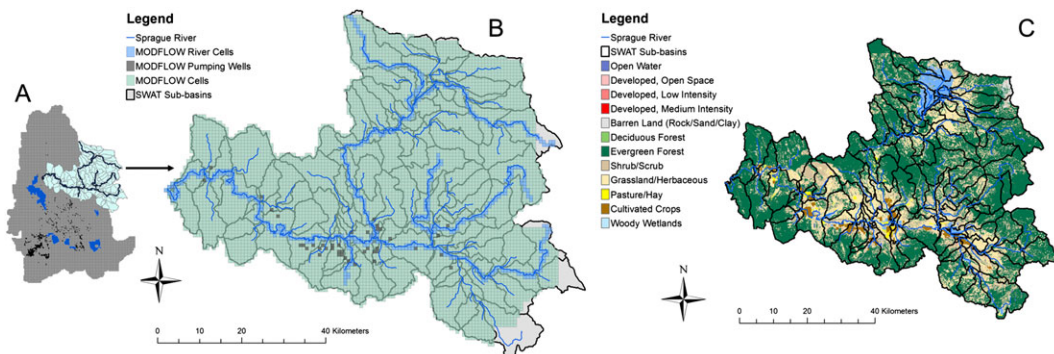 A
Legend
Sprague River
MODFLOW River Cells
MODFLOW Pumping Wells
MODFLOW Cells
SWAT Sub-basins
B
N
0 10 20 40 Kilometers
Legend
Sprague River
SWAT Sub-basins
Open Water
Developed, Open Space
Developed, Low Intensity
Developed, Medium Intensity
Barren Land (Rock/Sand/Clay)
Deciduous Forest
Evergreen Forest
Shrub/Scrub
Grassland/Herbaceous
Pasture/Hay
Cultivated Crops
Woody Wetlands
C
N
0 10 20 40 Kilometers